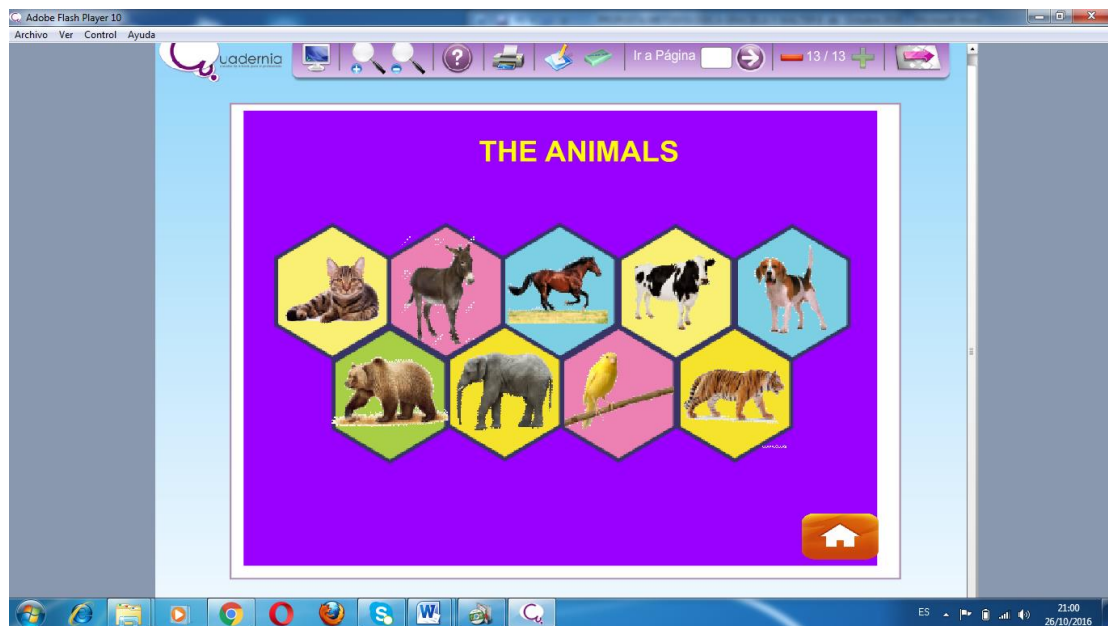 Adobe Flash Player 10
Archivo Ver Control Ayuda
uadernia
Ir a Página
13 / 13
THE ANIMALS
ES
21:00
26/10/2016